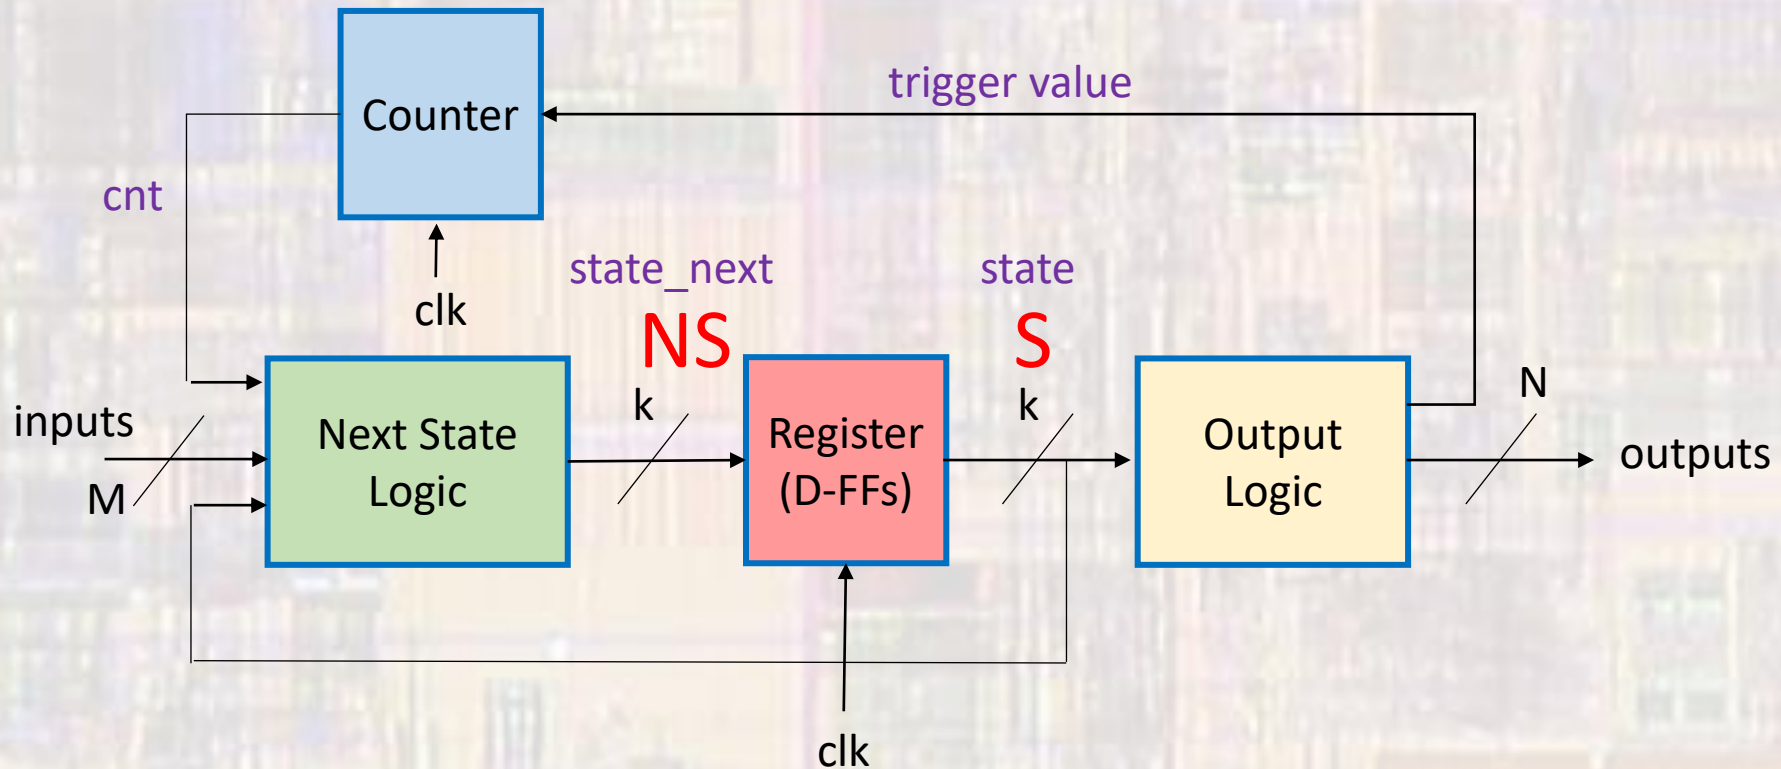 trigger value
Counter
cnt
clk
state_next
state
NS
S
k
k
N
inputs
M
Next State
Logic
Register
(D-FFs)
Output
Logic
outputs
clk